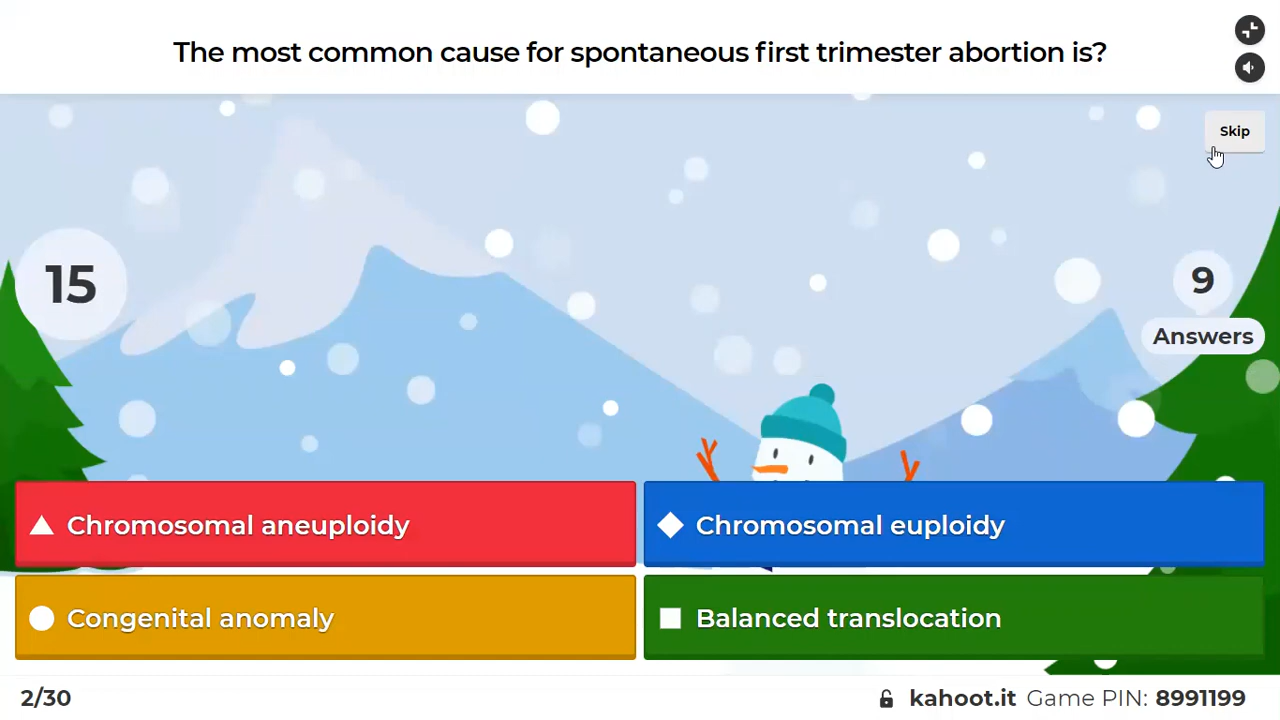 The most common cause for spontaneous first trimester abortion is?
Skip
15
9
Answers
Chromosomal aneuploidy
Chromosomal euploidy
Congenital anomaly
Balanced translocation
2/30
kahoot.it Game PIN: 8991199